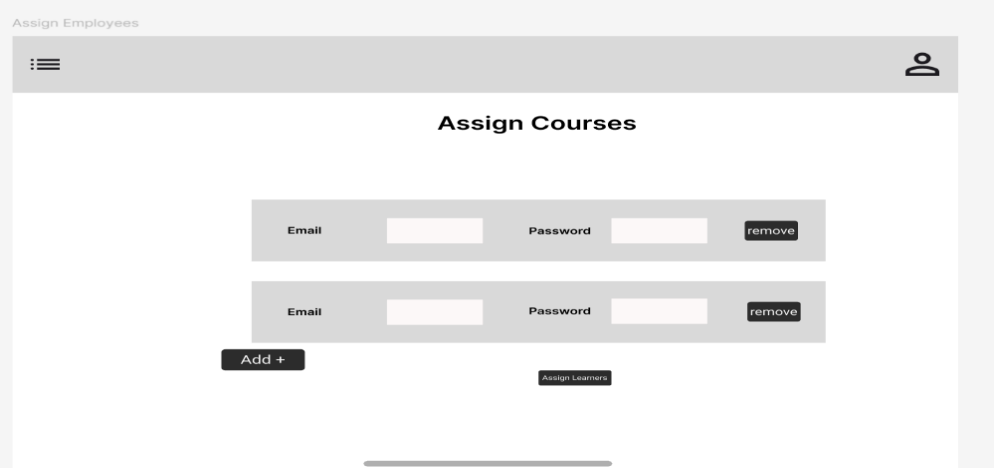 Assign Employees
Assign Courses
Email Password remove
Email Password remove
Add +
Assign Learners